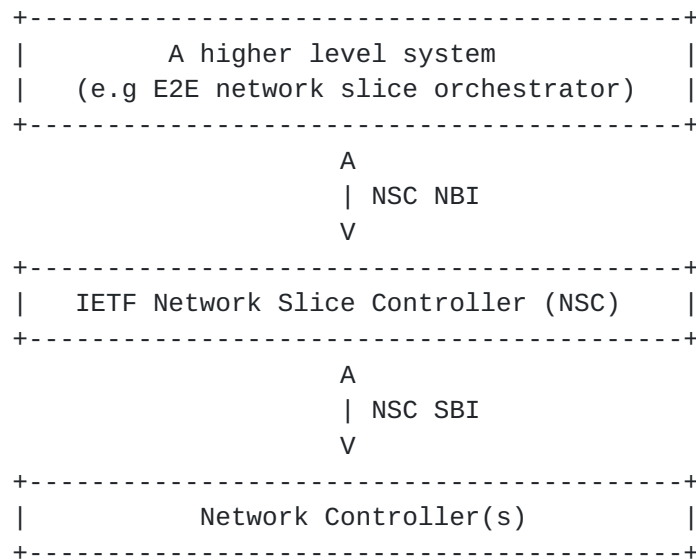 +------------------------------------------+
|         A higher level system            |
|   (e.g E2E network slice orchestrator)   |
+------------------------------------------+
                     A
                     | NSC NBI
                     V
+------------------------------------------+
|   IETF Network Slice Controller (NSC)    |
+------------------------------------------+
                     A
                     | NSC SBI
                     V
+------------------------------------------+
|           Network Controller(s)          |
+------------------------------------------+